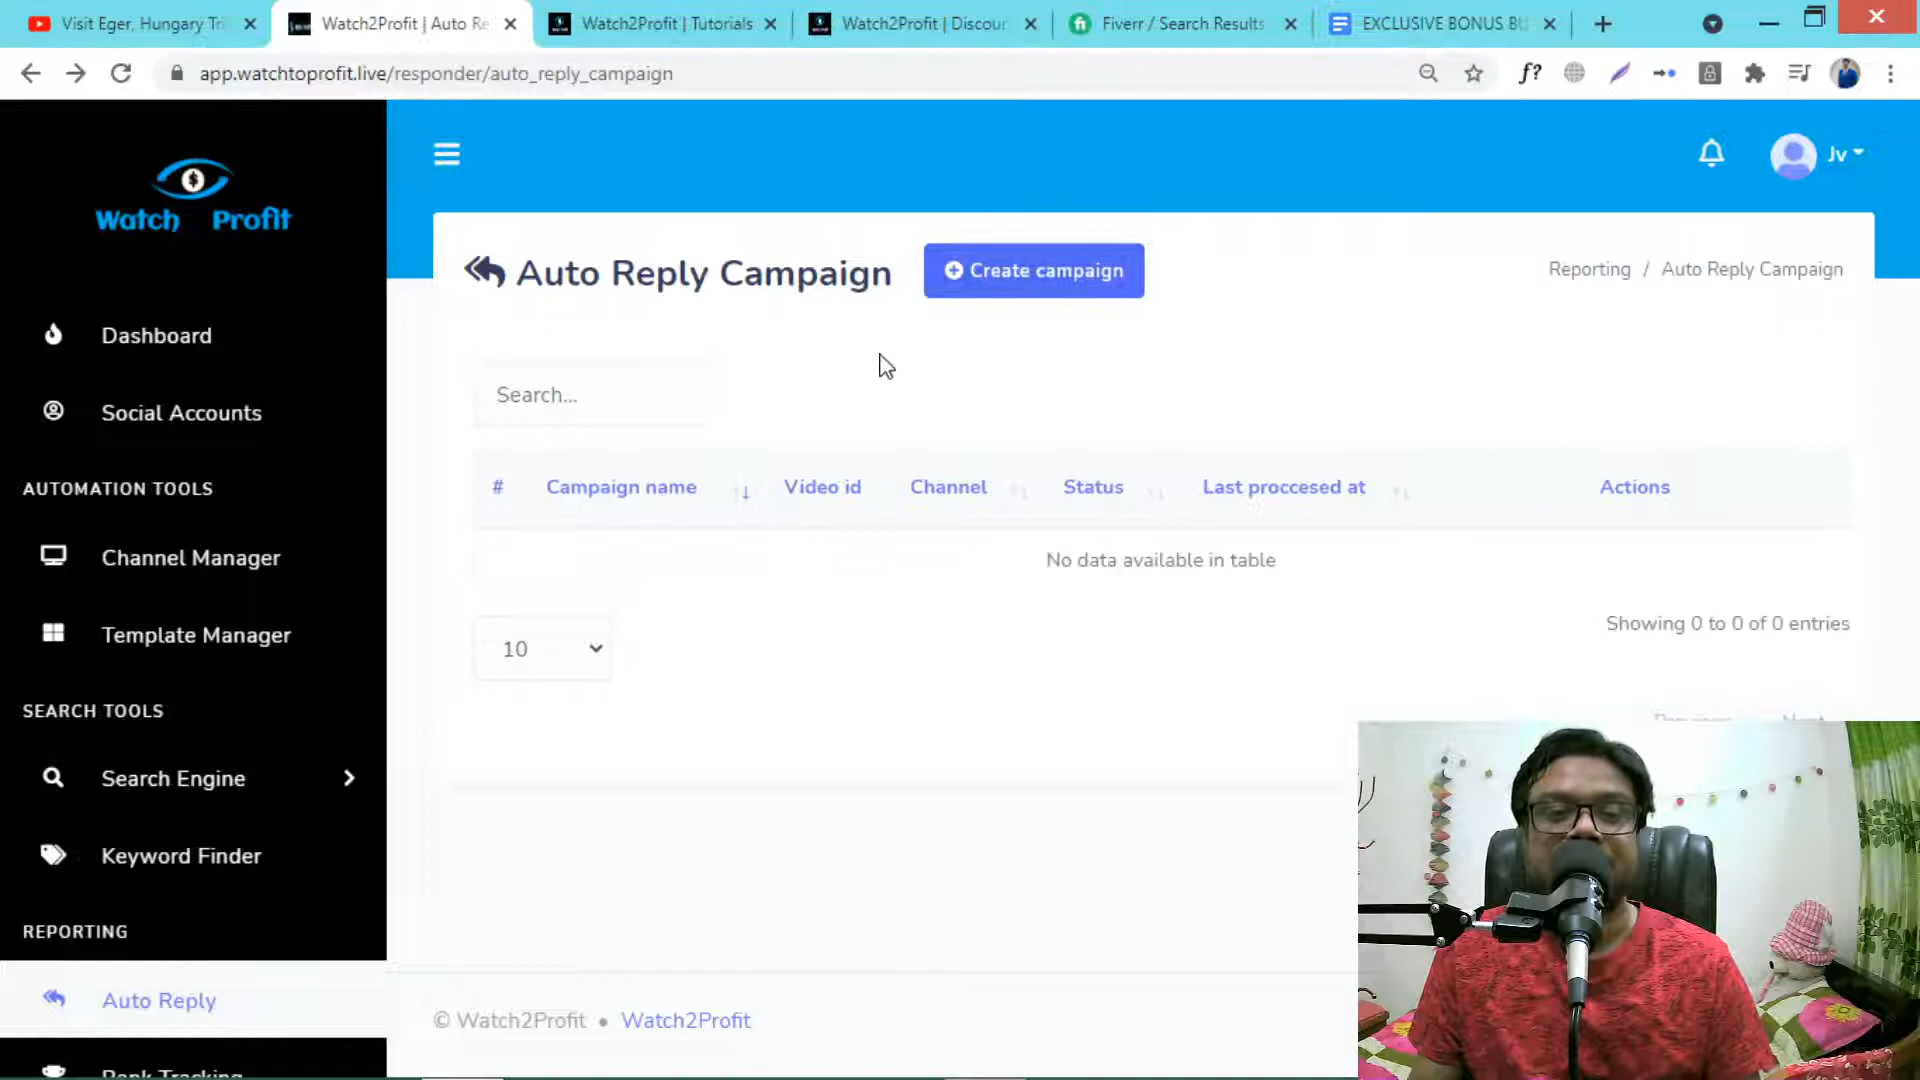 Watch Eger, Hungary Tri
Watch2Profit | Auto Re
Watch2Profit | Tutorials
Watch2Profit | Discour
Fiverr / Search Results
EXCLUSIVE BONUS BU
app.watchtoprofit.live/responder/auto_reply_campaign
f?
Watch Profit
Jv
Auto Reply Campaign
Create campaign
Reporting / Auto Reply Campaign
Dashboard
Search...
Social Accounts
AUTOMATION TOOLS
# Campaign name Video id Channel Status Last proccesed at Actions
Channel Manager
No data available in table
Template Manager
Showing 0 to 0 of 0 entries
10
SEARCH TOOLS
Search Engine
Keyword Finder
REPORTING
Auto Reply
© Watch2Profit • Watch2Profit
Rank Tracking